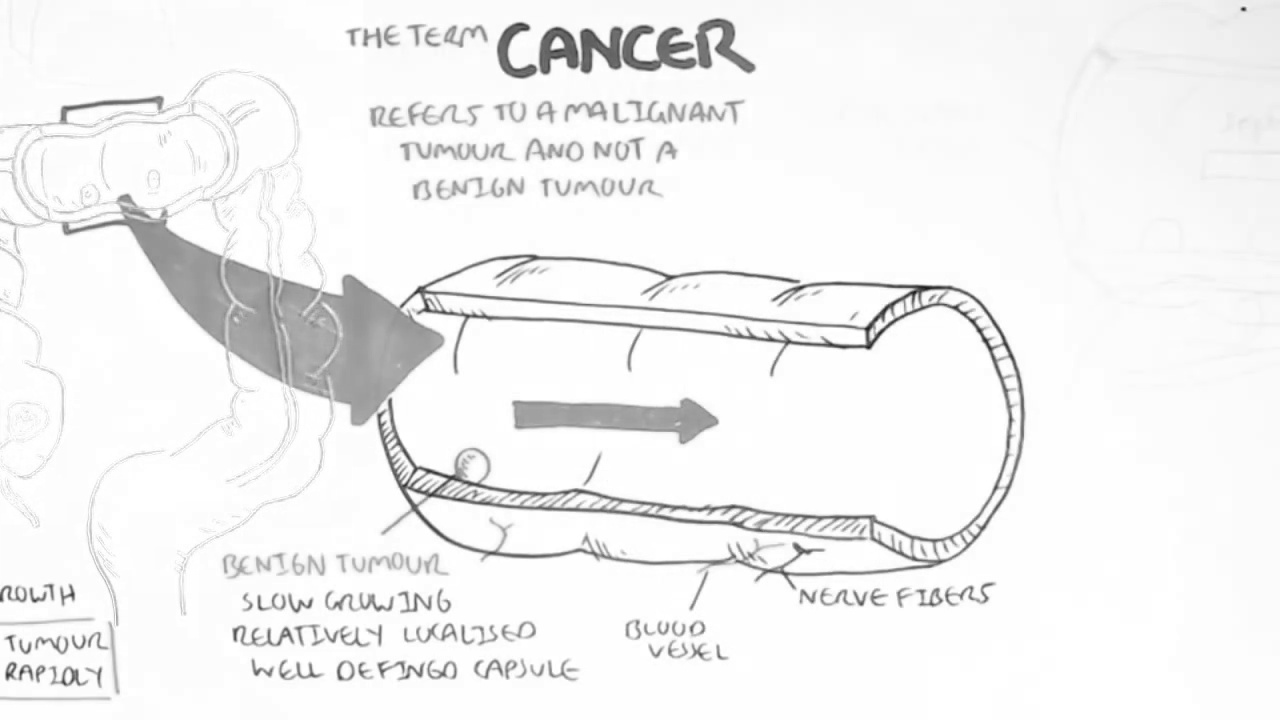 THE TERM CANCER
REFERS TO A MALIGNANT
TUMOUR AND NOT A
BENIGN TUMOUR
BENIGN TUMOUR
SLOW GROWING
RELATIVELY LOCALISED
WELL DEFINED CAPSULE
BLOOD
VESSEL
NERVE FIBERS
ROWTH
TUMOUR
RAPIDLY